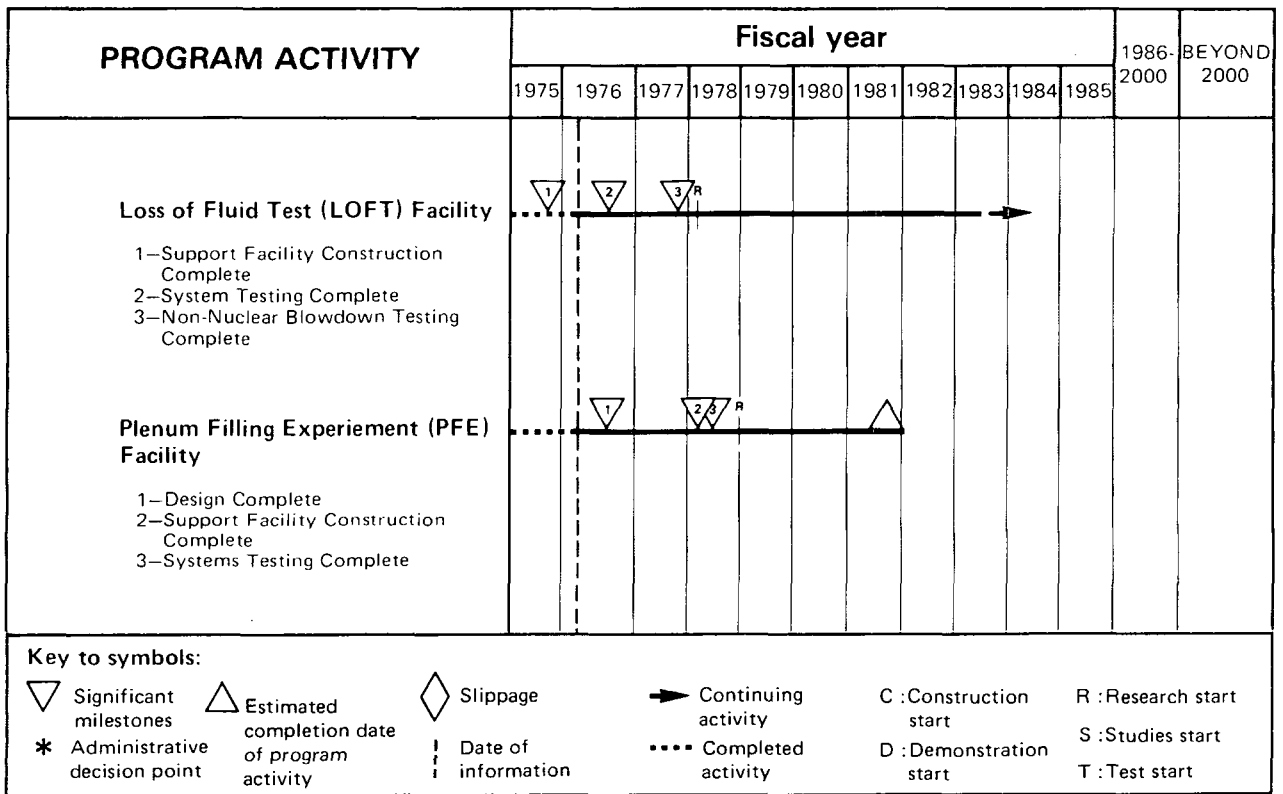 PROGRAM ACTIVITY
Fiscal year
1975 1976 1977 1978 1979 1980 1981 1982 1983 1984 1985
1986-
2000
BEYOND
2000
1 2 3 R
Loss of Fluid Test (LOFT) Facility
1—Support Facility Construction
Complete
2—System Testing Complete
3—Non-Nuclear Blowdown Testing
Complete
1 2 3 R
Plenum Filling Experiement (PFE)
Facility
1—Design Complete
2—Support Facility Construction
Complete
3—Systems Testing Complete
Key to symbols:
Significant
milestones
* Administrative
decision point
Estimated
completion date
of program
activity
Slippage
Date of
information
Continuing
activity
Completed
activity
C :Construction
start
D :Demonstration
start
R :Research start
S :Studies start
T :Test start